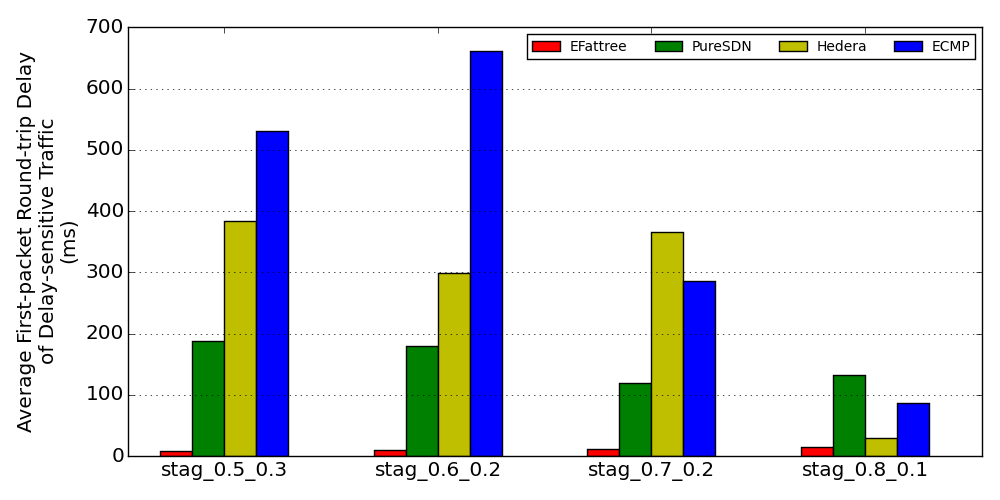 Average First-packet Round-trip Delay
of Delay-sensitive Traffic
(ms)
700
600
500
400
300
200
100
0
EFattree PureSDN Hedera ECMP
stag_0.5_0.3 stag_0.6_0.2 stag_0.7_0.2 stag_0.8_0.1